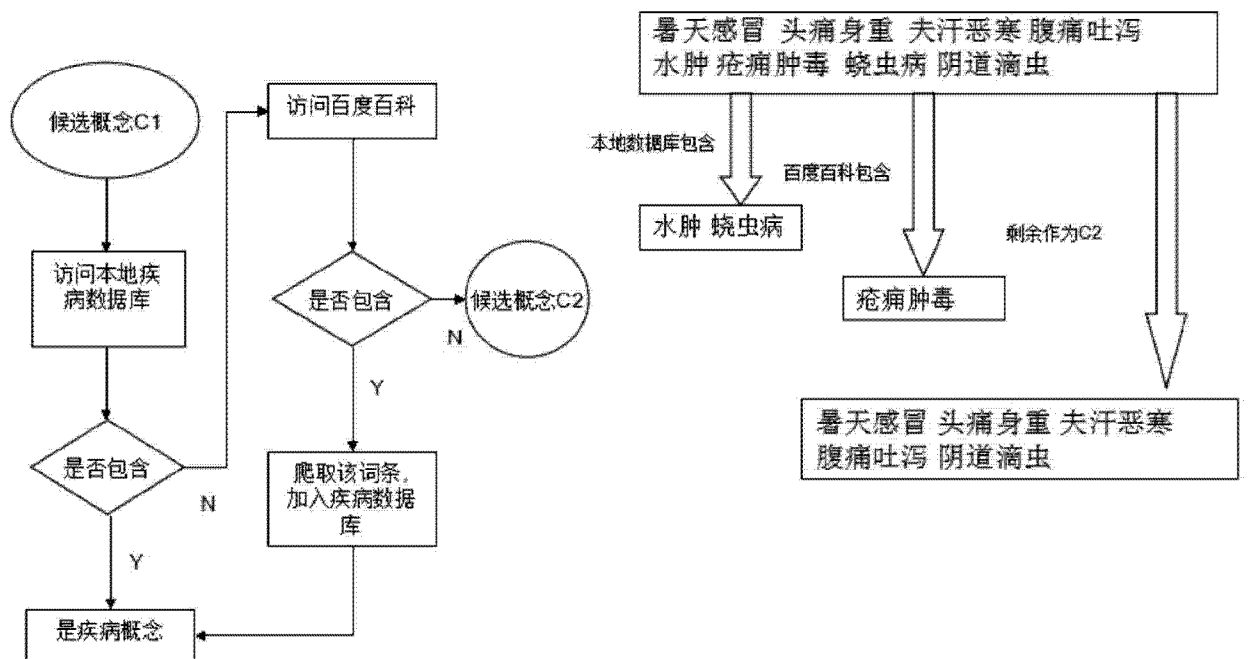 候选概念C1
访问本地疾
病数据库
是否包含
N
Y
是疾病概念
访问百度百科
是否包含
N
候选概念C2
Y
爬取该词条,
加入疾病数据
库
暑天感冒 头痛身重 夫汗恶寒 腹痛吐泻
水肿 疮痈肿毒 蛲虫病 阴道滴虫
本地数据库包含
百度百科包含
剩余作为C2
水肿 蛲虫病
疮痈肿毒
暑天感冒 头痛身重 夫汗恶寒
腹痛吐泻 阴道滴虫